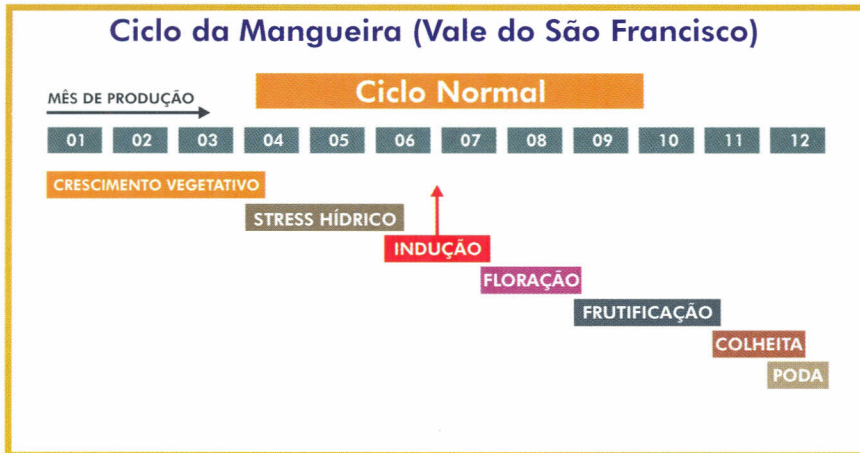 Ciclo da Mangueira (Vale do São Francisco)
Ciclo Normal
MÊS DE PRODUÇÃO
01 02 03 04 05 06 07 08 09 10 11 12
CRESCIMENTO VEGETATIVO
STRESS HÍDRICO
INDUÇÃO
FLORAÇÃO
FRUTIFICAÇÃO
COLHEITA
PODA